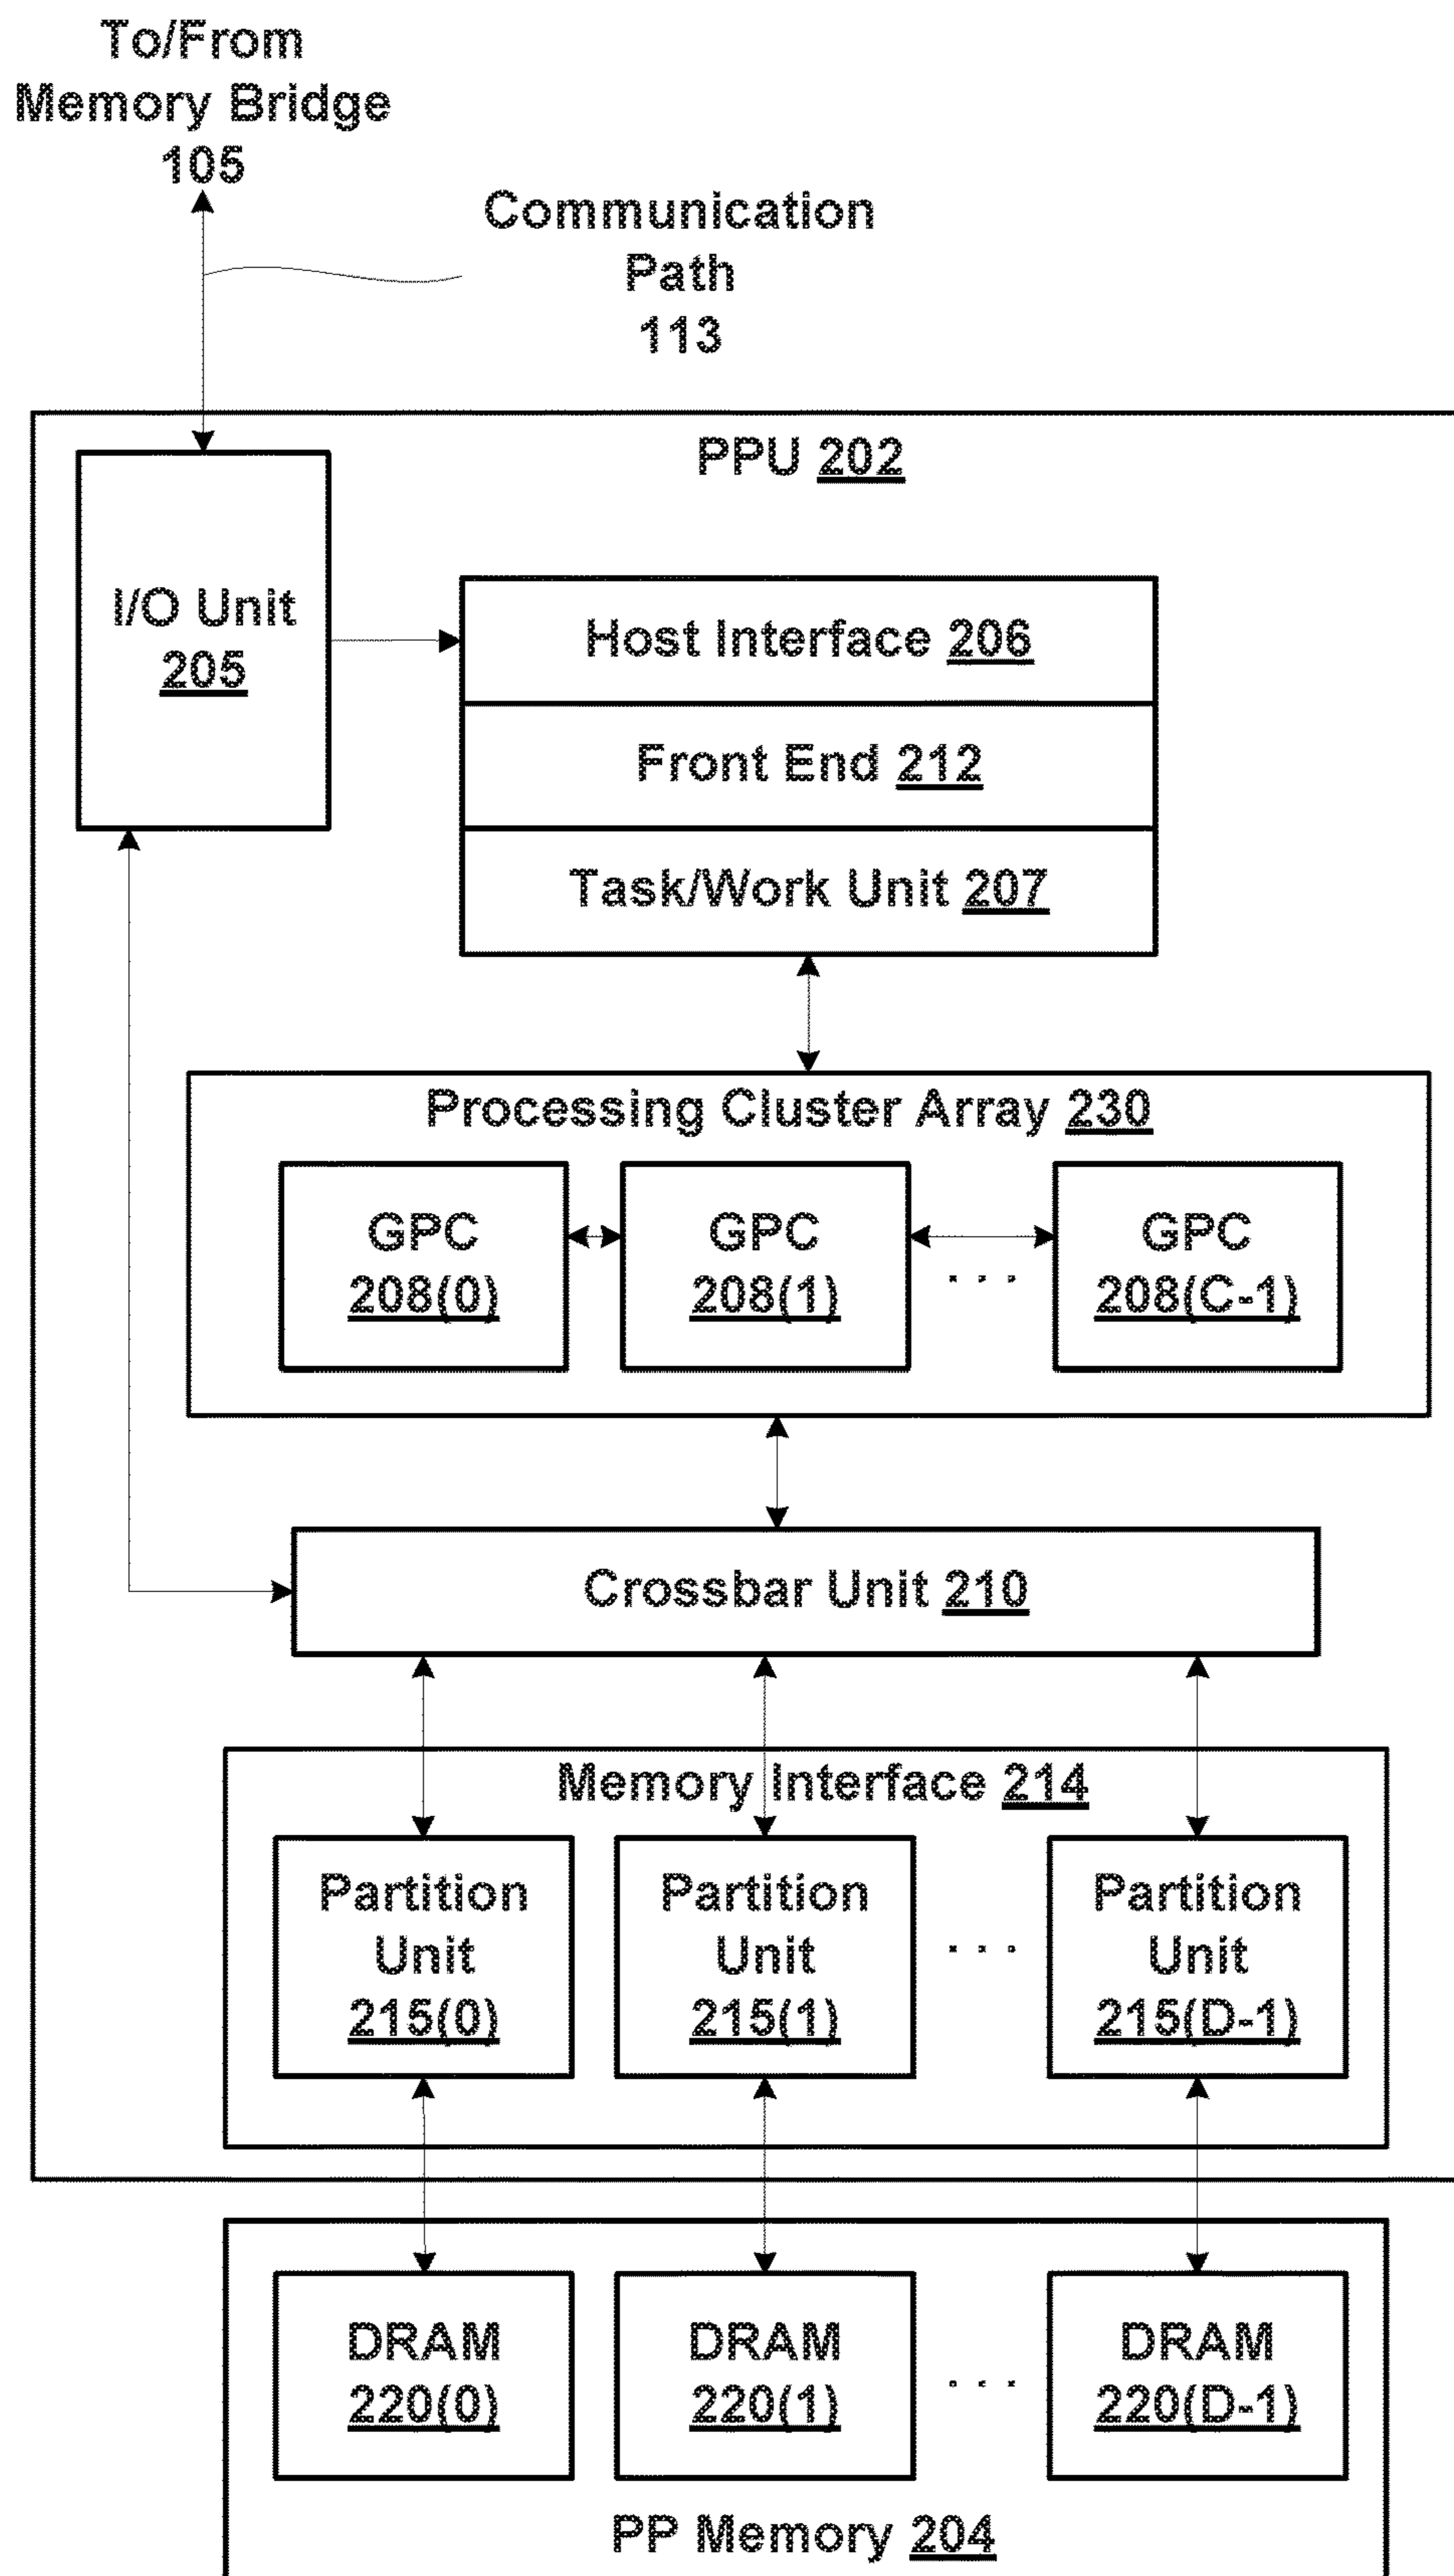 To/From
Memory Bridge
105
Communication
Path
113
PPU 202
I/O Unit
205
Host Interface 206
Front End 212
Task/Work Unit 207
Processing Cluster Array 230
GPC
208(0)
GPC
208(1)
. . .
GPC
208(C-1)
Crossbar Unit 210
Memory Interface 214
Partition
Unit
215(0)
Partition
Unit
215(1)
. . .
Partition
Unit
215(D-1)
DRAM
220(0)
DRAM
220(1)
. . .
DRAM
220(D-1)
PP Memory 204